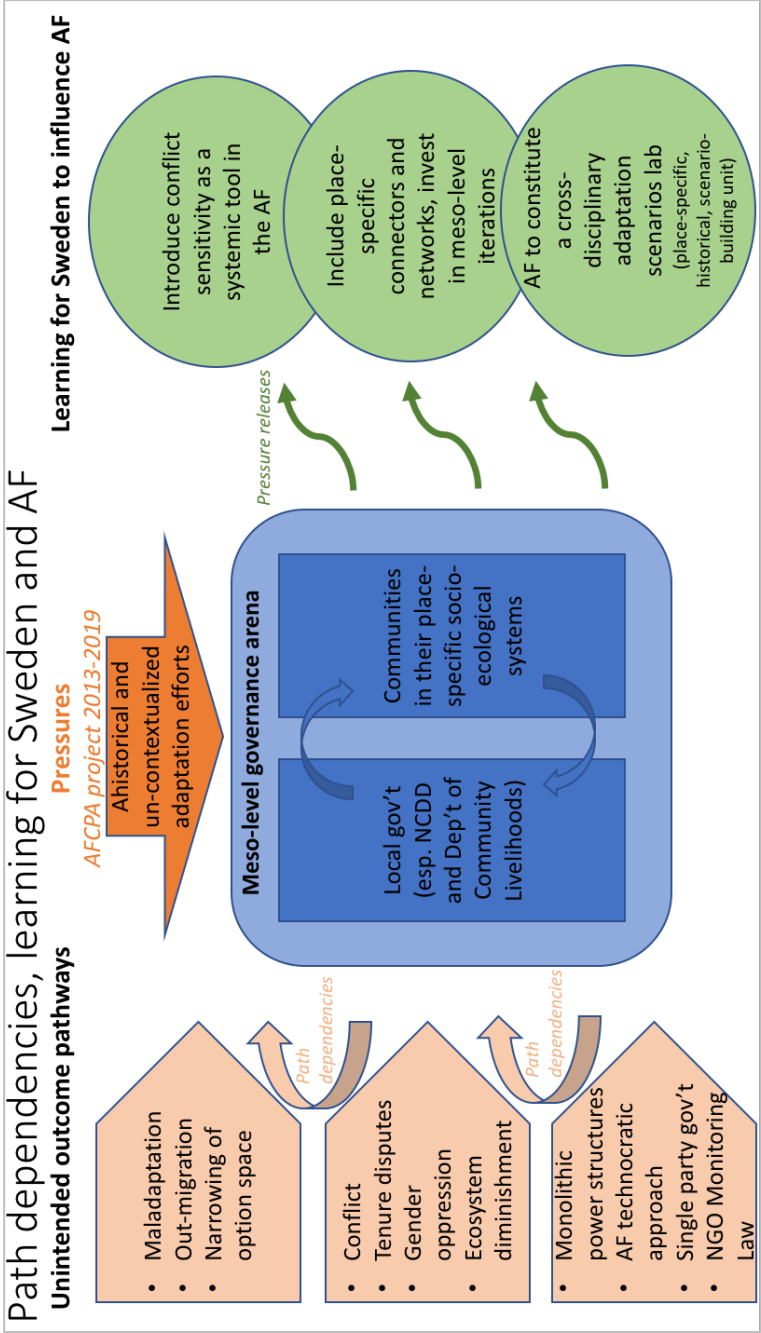 Path dependencies, learning for Sweden and AF
Unintended outcome pathways
Pressures
Learning for Sweden to influence AF
AFCPA project 2013-2019
Ahistorical and
un-contextualized
adaptation efforts
• Maladaptation
• Out-migration
• Narrowing of
option space
Path
dependencies
• Conflict
• Tenure disputes
• Gender
oppression
• Ecosystem
diminishment
Path
dependencies
• Monolithic
power structures
• AF technocratic
approach
• Single party gov't
• NGO Monitoring
Law
Meso-level governance arena
Local gov't
(esp. NCDD
and Dep't of
Community
Livelihoods)
Communities
in their place-
specific socio-
ecological
systems
Pressure releases
Introduce conflict
sensitivity as a
systemic tool in
the AF
Include place-
specific
connectors and
networks, invest
in meso-level
iterations
AF to constitute
a cross-
disciplinary
adaptation
scenarios lab
(place-specific,
historical, scenario-
building unit)